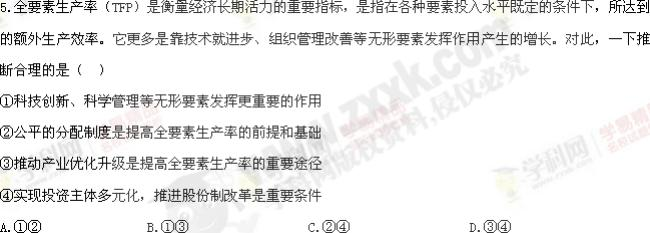 5.全要素生产率（TFP）是衡量经济长期活力的重要指标，是指在各种要素投入水平既定的条件下，所达到
的额外生产效率。它更多是靠技术就进步、组织管理改善等无形要素发挥作用产生的增长。对此，一下推
断合理的是（　）
①科技创新、科学管理等无形要素发挥更重要的作用
②公平的分配制度是提高全要素生产率的前提和基础
③推动产业优化升级是提高全要素生产率的重要途径
④实现投资主体多元化，推进股份制改革是重要条件
A.①② B.①③ C.②④ D.③④